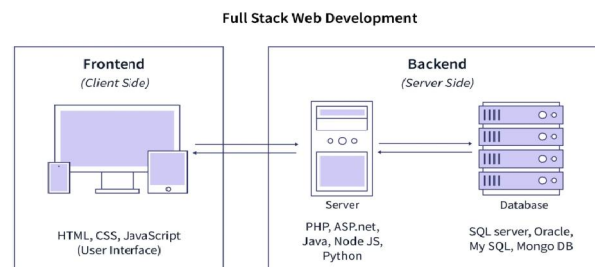 Full Stack Web Development
Frontend
(Client Side)
HTML, CSS, JavaScript
(User Interface)
Backend
(Server Side)
Server
PHP, ASP.net,
Java, Node JS,
Python
Database
SQL server, Oracle,
My SQL, Mongo DB